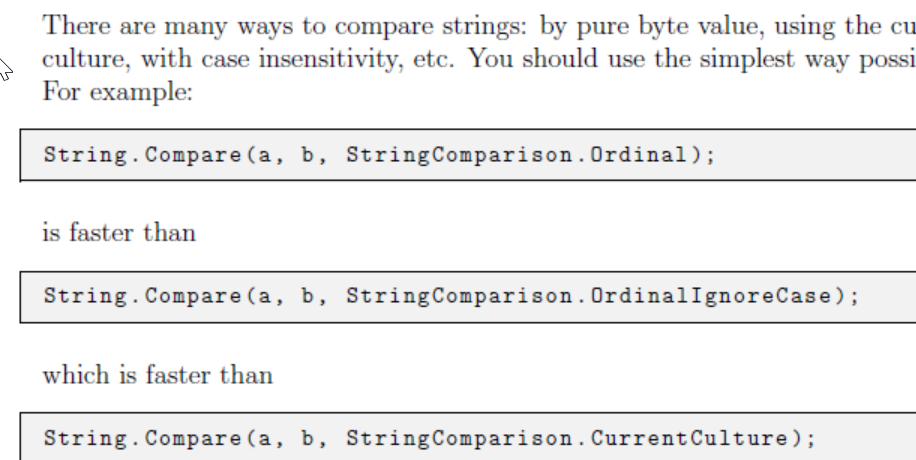 There are many ways to compare strings: by pure byte value, using the
culture, with case insensitivity, etc. You should use the simplest way
For example:
String.Compare(a, b, StringComparison.Ordinal);
is faster than
String.Compare(a, b, StringComparison.OrdinalIgnoreCase);
which is faster than
String.Compare(a, b, StringComparison.CurrentCulture);